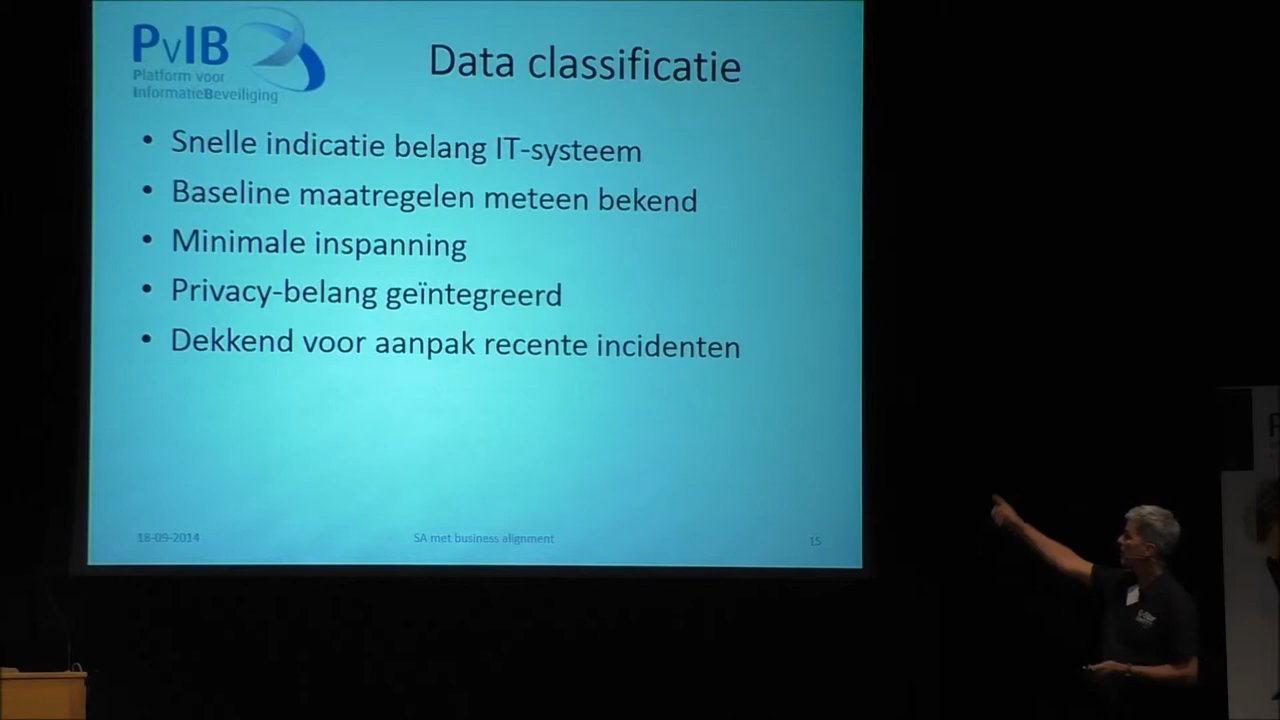 PvIB
Platform voor
InformatieBeveiliging
Data classificatie
• Snelle indicatie belang IT-systeem
• Baseline maatregelen meteen bekend
• Minimale inspanning
• Privacy-belang geïntegreerd
• Dekkend voor aanpak recente incidenten
18-09-2014
SA met business alignment
15